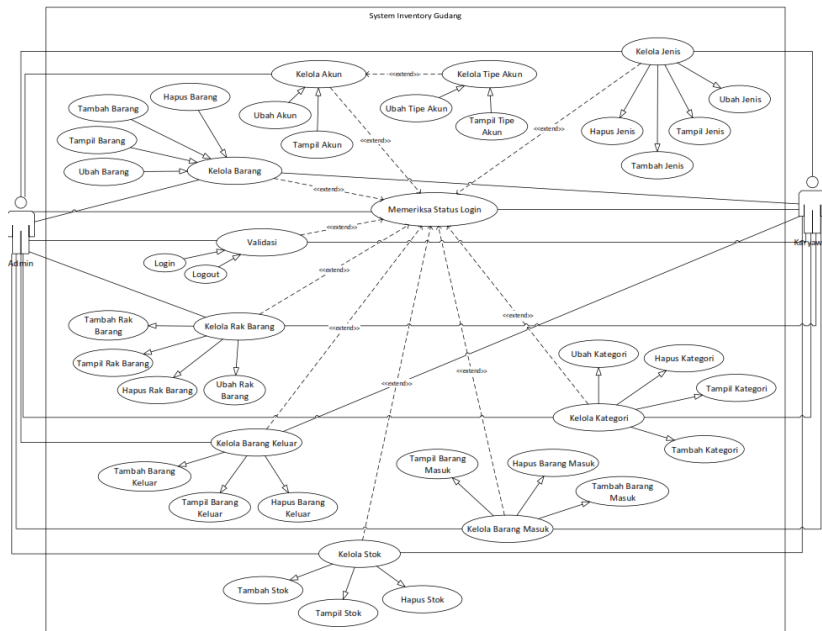 System Inventory Gudang
Kelola Jenis
Kelola Akun
<<extend>>
Kelola Tipe Akun
Hapus Barang
Ubah Jenis
Tambah Barang
Ubah Akun
Ubah Tipe Akun
Tampil Tipe
Akun
<<extend>>
Hapus Jenis
Tampil Jenis
Tampil Barang
Tampil Akun
<<extend>>
Tambah Jenis
Ubah Barang
Kelola Barang
<<extend>>
Memeriksa Status Login
<<extend>>
Validasi
Admin
Login
Logout
<<extend>>
<<extend>>
Tambah Rak
Barang
Kelola Rak Barang
<<extend>>
Ubah Kategori
Hapus Kategori
Tampil Rak Barang
<<extend>>
<<extend>>
Hapus Rak Barang
Ubah Rak
Barang
Tampil Kategori
Kelola Kategori
Kelola Barang Keluar
Tambah Kategori
Tampil Barang
Masuk
Hapus Barang Masuk
Tambah Barang
Keluar
Tambah Barang
Masuk
Tampil Barang
Keluar
Hapus Barang
Keluar
Kelola Barang Masuk
Kelola Stok
Tambah Stok
Hapus Stok
Tampil Stok